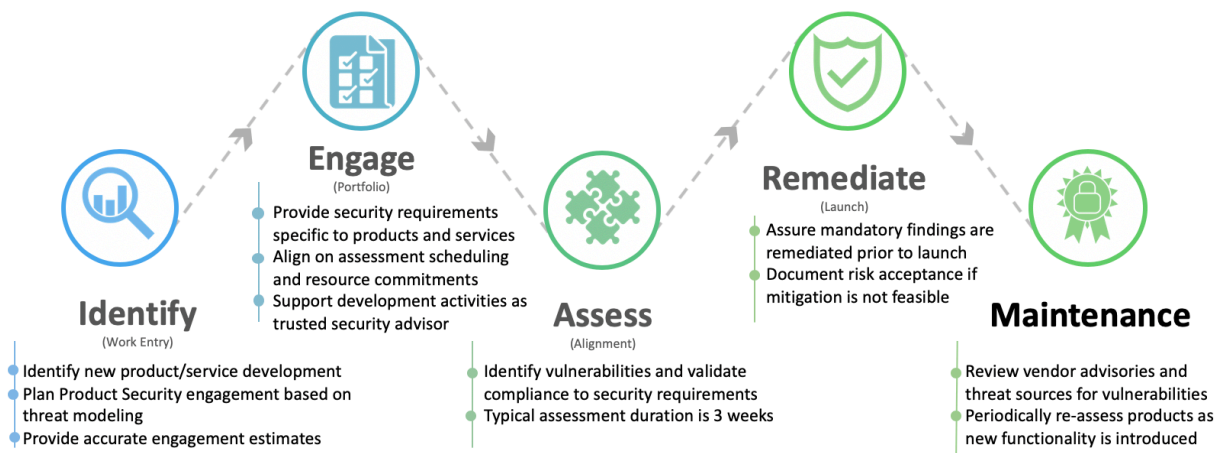 Identify
(Work Entry)
Identify new product/service development
Plan Product Security engagement based on
threat modeling
Provide accurate engagement estimates
Engage
(Portfolio)
Provide security requirements
specific to products and services
Align on assessment scheduling
and resource commitments
Support development activities as
trusted security advisor
Assess
(Alignment)
Identify vulnerabilities and validate
compliance to security requirements
Typical assessment duration is 3 weeks
Remediate
(Launch)
Assure mandatory findings are
remediated prior to launch
Document risk acceptance if
mitigation is not feasible
Maintenance
Review vendor advisories and
threat sources for vulnerabilities
Periodically re-assess products as
new functionality is introduced